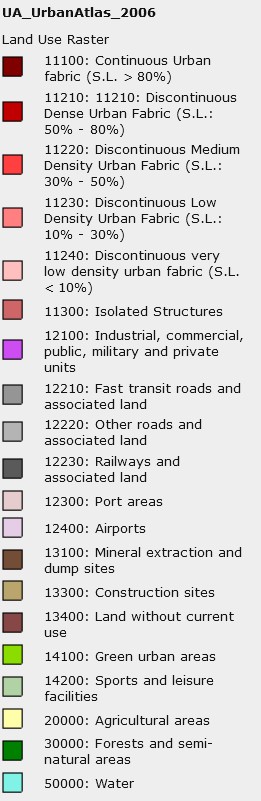 UA_UrbanAtlas_2006
Land Use Raster
11100: Continuous Urban
fabric (S.L. > 80%)
11210: 11210: Discontinuous
Dense Urban Fabric (S.L.:
50% - 80%)
11220: Discontinuous Medium
Density Urban Fabric (S.L.:
30% - 50%)
11230: Discontinuous Low
Density Urban Fabric (S.L.:
10% - 30%)
11240: Discontinuous very
low density urban fabric (S.L.
< 10%)
11300: Isolated Structures
12100: Industrial, commercial,
public, military and private
units
12210: Fast transit roads and
associated land
12220: Other roads and
associated land
12230: Railways and
associated land
12300: Port areas
12400: Airports
13100: Mineral extraction and
dump sites
13300: Construction sites
13400: Land without current
use
14100: Green urban areas
14200: Sports and leisure
facilities
20000: Agricultural areas
30000: Forests and semi-
natural areas
50000: Water